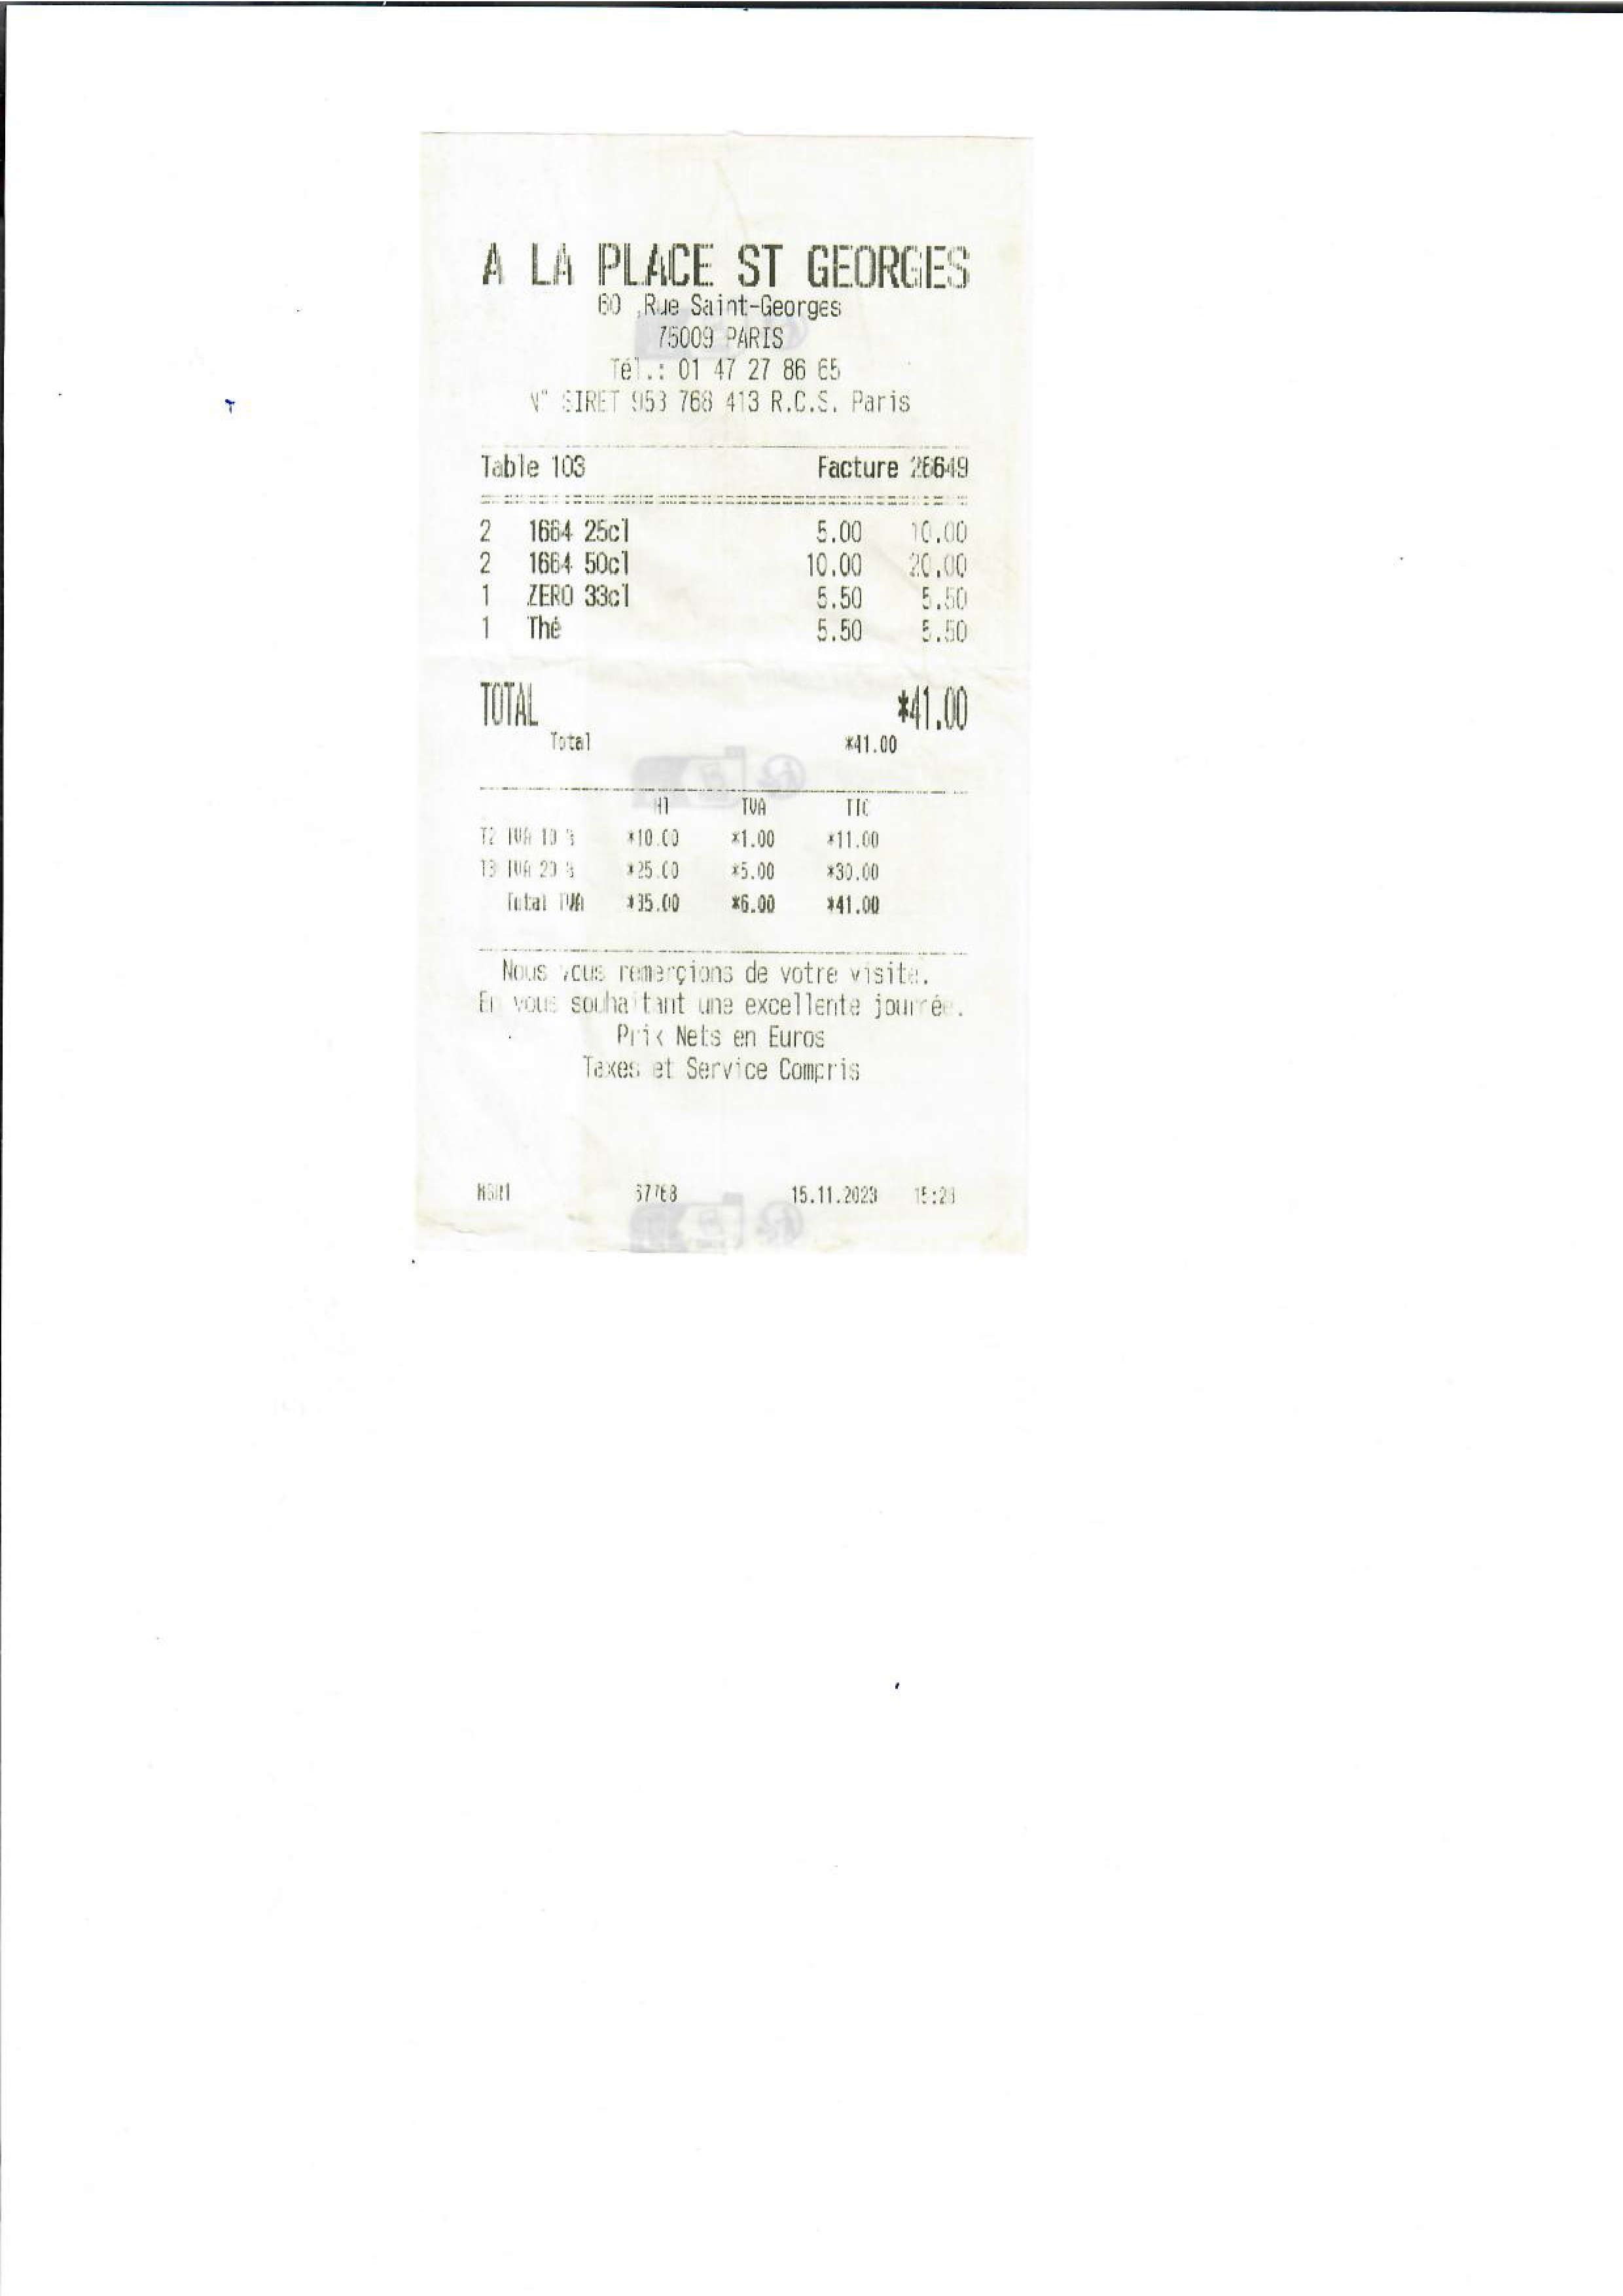 A LA PLACE ST GEORGES
60 ,Rue Saint-Georges
75009 PARIS
Tél.: 01 47 27 86 65
N° SIRET 953 768 413 R.C.S. Paris
Table 103 Facture 26649
2 1664 25cl 5.00 10.00
2 1664 50cl 10.00 20.00
1 ZERO 33cl 5.50 5.50
1 Thé 5.50 5.50
TOTAL *41.00
Total *41.00
HT TVA TTC
T2 TVA 10 % *10.00 *1.00 *11.00
T3 TVA 20 % *25.00 *5.00 *30.00
Total TVA *35.00 *6.00 *41.00
Nous vous remerçions de votre visite.
En vous souhaitant une excellente journée.
Prix Nets en Euros
Taxes et Service Compris
15.11.2023